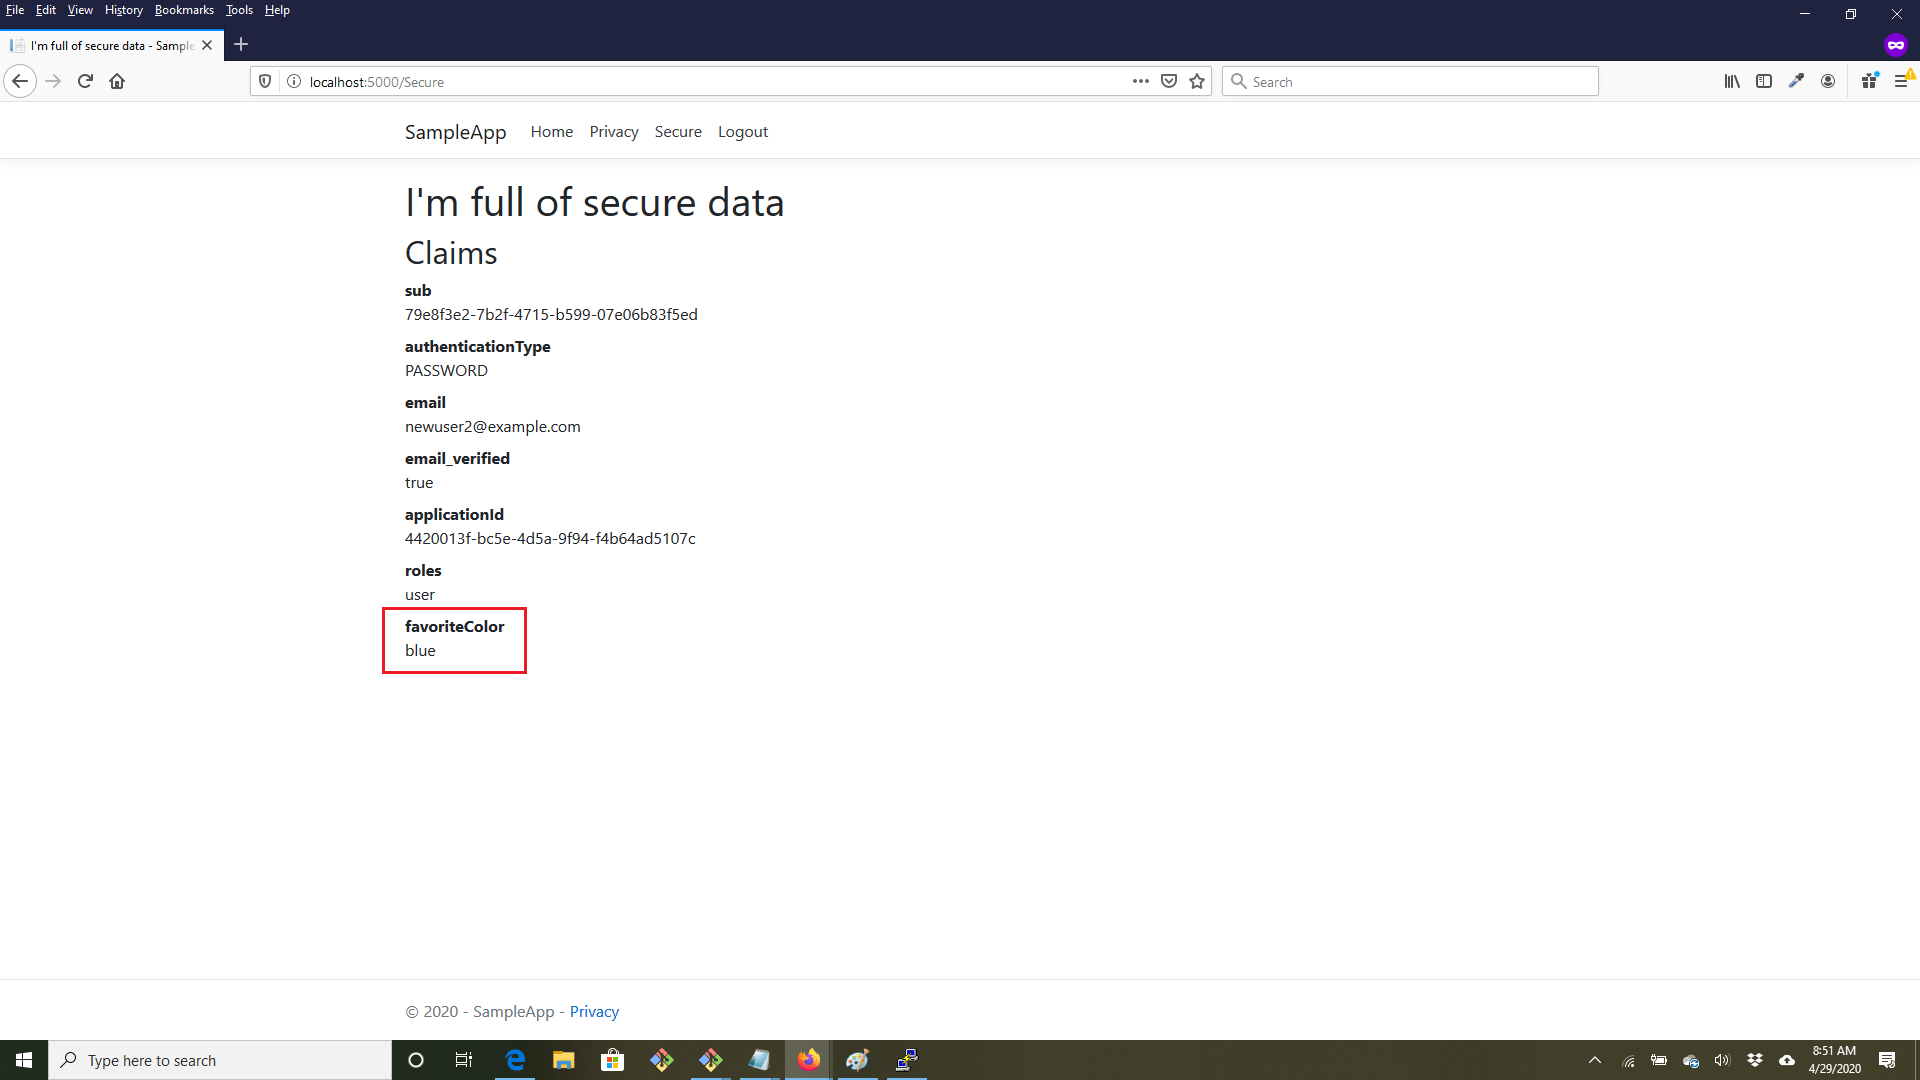 File Edit View History Bookmarks Tools Help
I'm full of secure data - Sample
localhost:5000/Secure
Search
SampleApp Home Privacy Secure Logout
I'm full of secure data
Claims
sub
79e8f3e2-7b2f-4715-b599-07e06b83f5ed
authenticationType
PASSWORD
email
newuser2@example.com
email_verified
true
applicationId
4420013f-bc5e-4d5a-9f94-f4b64ad5107c
roles
user
favoriteColor
blue
© 2020 - SampleApp - Privacy
Type here to search
8:51 AM
4/29/2020